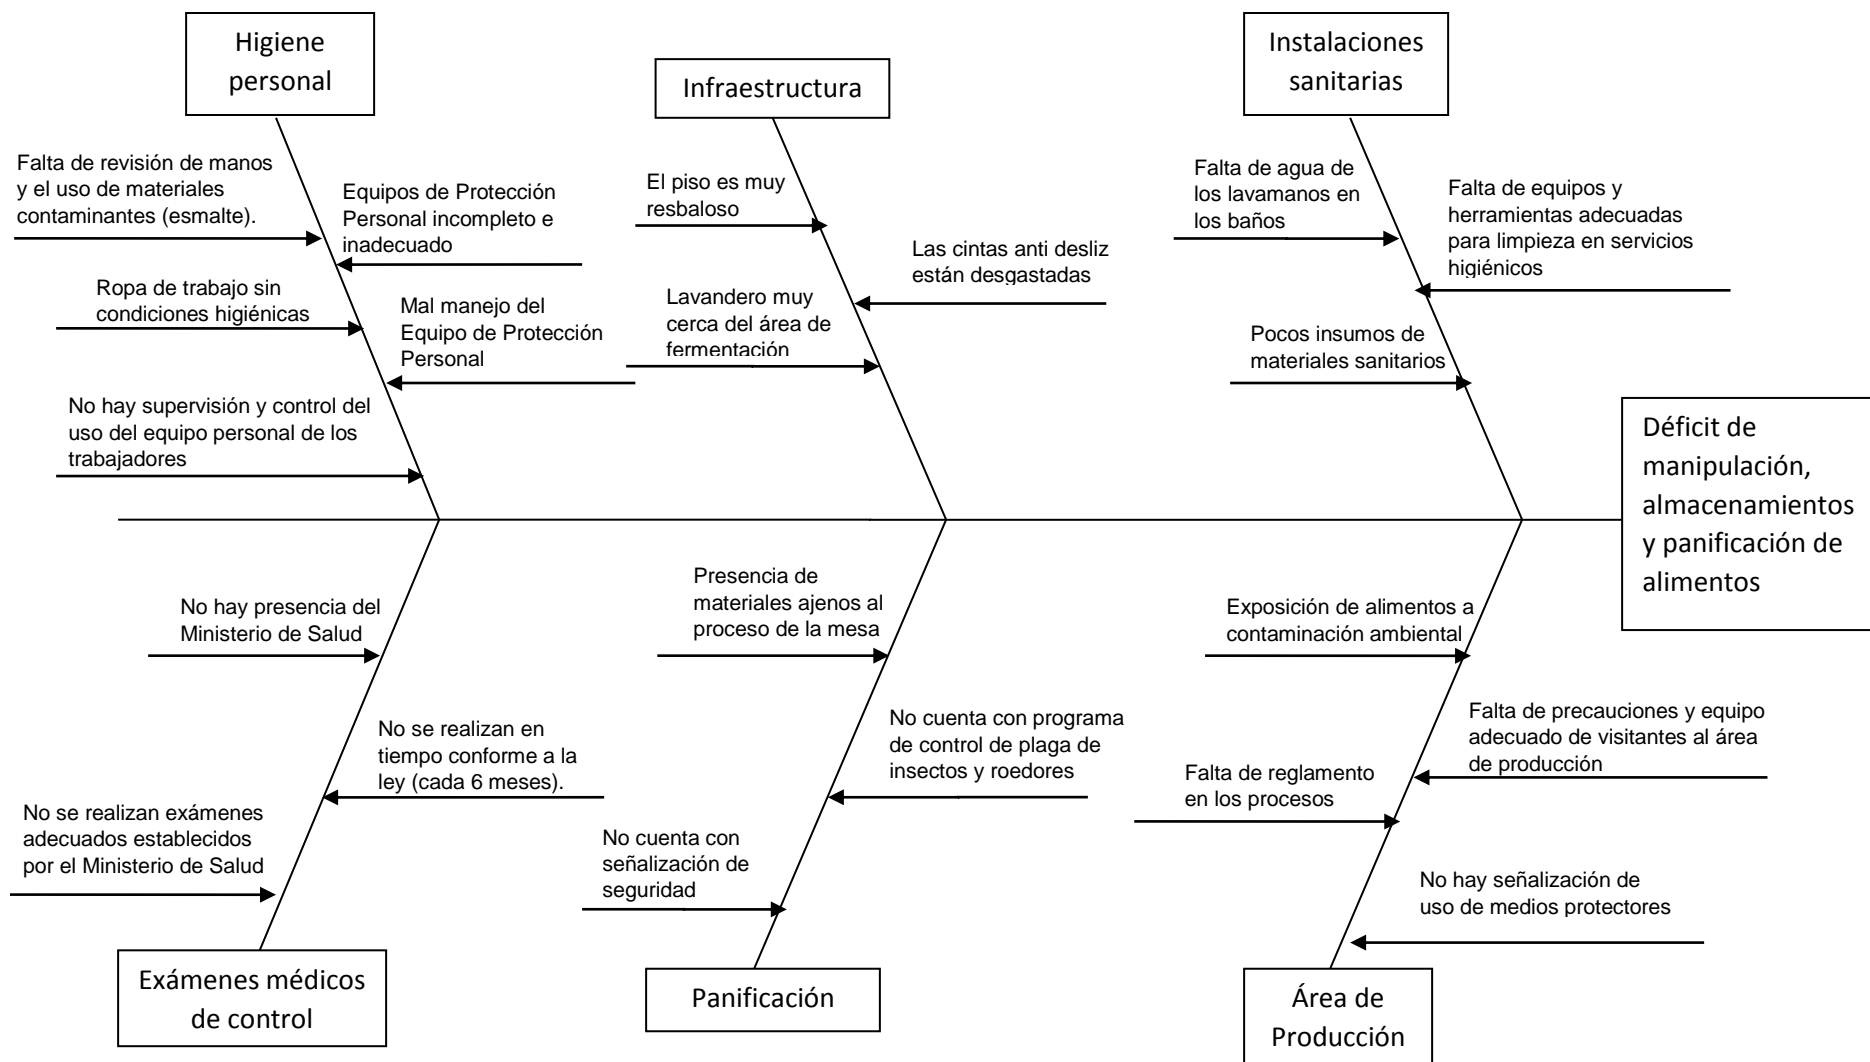 Higiene
personal
Infraestructura
Instalaciones
sanitarias
Falta de revisión de manos
y el uso de materiales
contaminantes (esmalte).
Equipos de Protección
Personal incompleto e
inadecuado
Ropa de trabajo sin
condiciones higiénicas
Mal manejo del
Equipo de Protección
Personal
No hay supervisión y control del
uso del equipo personal de los
trabajadores
El piso es muy
resbaloso
Las cintas anti desliz
están desgastadas
Lavandero muy
cerca del área de
fermentación
Falta de agua de
los lavamanos en
los baños
Falta de equipos y
herramientas adecuadas
para limpieza en servicios
higiénicos
Pocos insumos de
materiales sanitarios
Déficit de
manipulación,
almacenamientos
y panificación de
alimentos
No hay presencia del
Ministerio de Salud
No se realizan en
tiempo conforme a la
ley (cada 6 meses).
No se realizan exámenes
adecuados establecidos
por el Ministerio de Salud
Presencia de
materiales ajenos al
proceso de la mesa
No cuenta con programa
de control de plaga de
insectos y roedores
No cuenta con
señalización de
seguridad
Exposición de alimentos a
contaminación ambiental
Falta de precauciones y equipo
adecuado de visitantes al área
de producción
Falta de reglamento
en los procesos
No hay señalización de
uso de medios protectores
Exámenes médicos
de control
Panificación
Área de
Producción